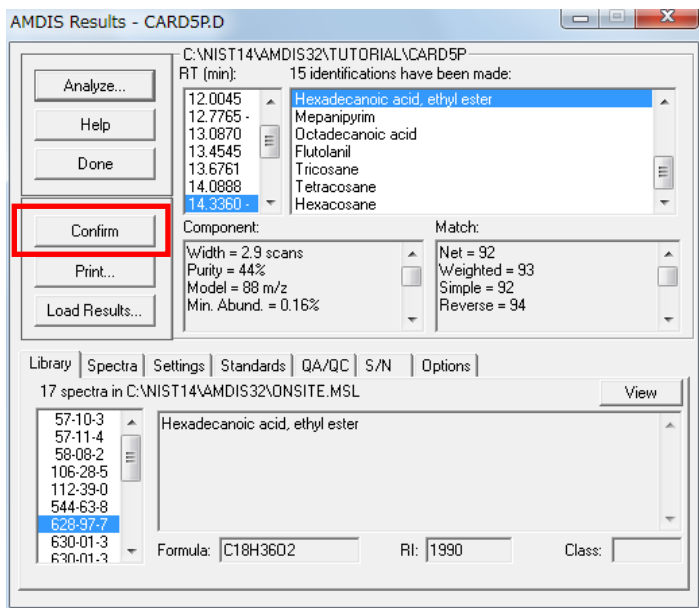 AMDIS Results - CARD5P.D
C:\NIST14\AMDIS32\TUTORIAL\CARD5P
Analyze...
Help
Done
Confirm
Print...
Load Results...
RT (min):
12.0045
12.7765 -
13.0870
13.4545
13.6761
14.0888
14.3360 -
15 identifications have been made:
Hexadecanoic acid, ethyl ester
Mepanipyrim
Octadecanoic acid
Flutolanil
Tricosane
Tetracosane
Hexacosane
Component:
Width = 2.9 scans
Purity = 44%
Model = 88 m/z
Min. Abund. = 0.16%
Match:
Net = 92
Weighted = 93
Simple = 92
Reverse = 94
Library Spectra Settings Standards QA/QC S/N Options
17 spectra in C:\NIST14\AMDIS32\ONSITE.MSL
View
57-10-3
57-11-4
58-08-2
106-28-5
112-39-0
544-63-8
628-97-7
630-01-3
630-01-3
Hexadecanoic acid, ethyl ester
Formula: C18H36O2 RI: 1990 Class: